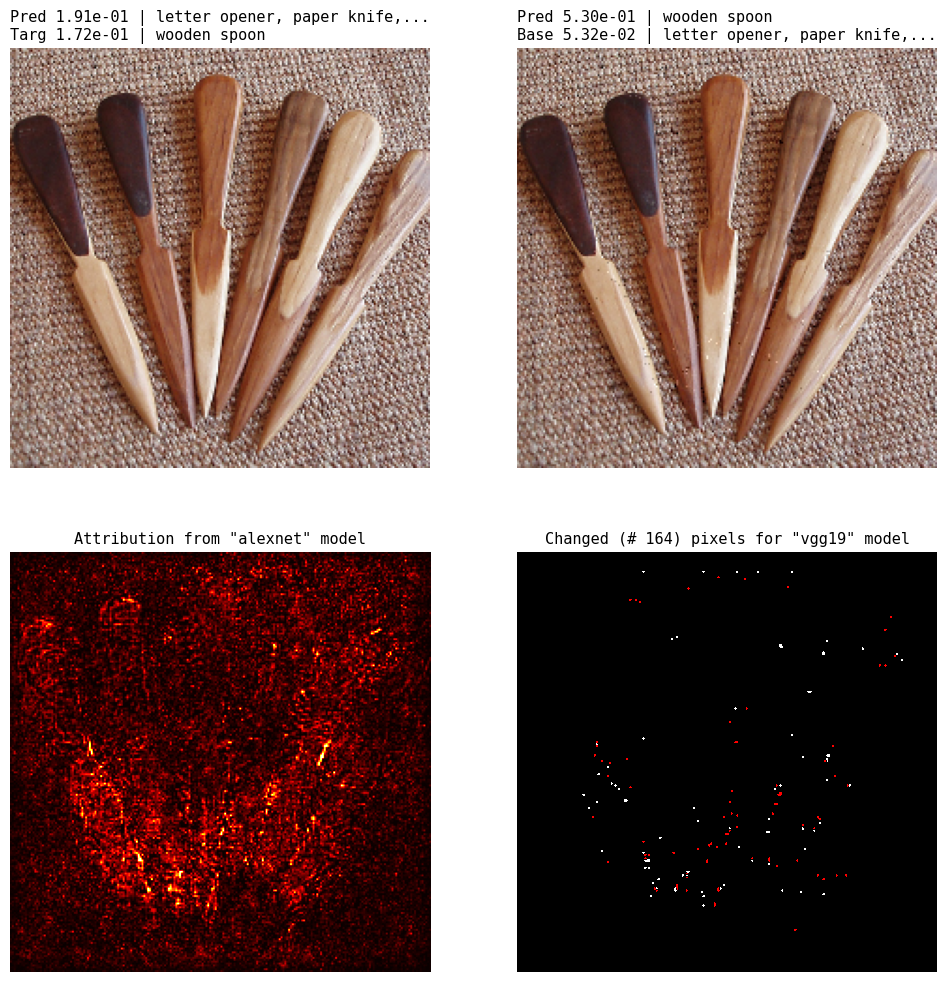 Pred 1.91e-01 | letter opener, paper knife,...
Targ 1.72e-01 | wooden spoon
Pred 5.30e-01 | wooden spoon
Base 5.32e-02 | letter opener, paper knife,...
Attribution from "alexnet" model
Changed (# 164) pixels for "vgg19" model